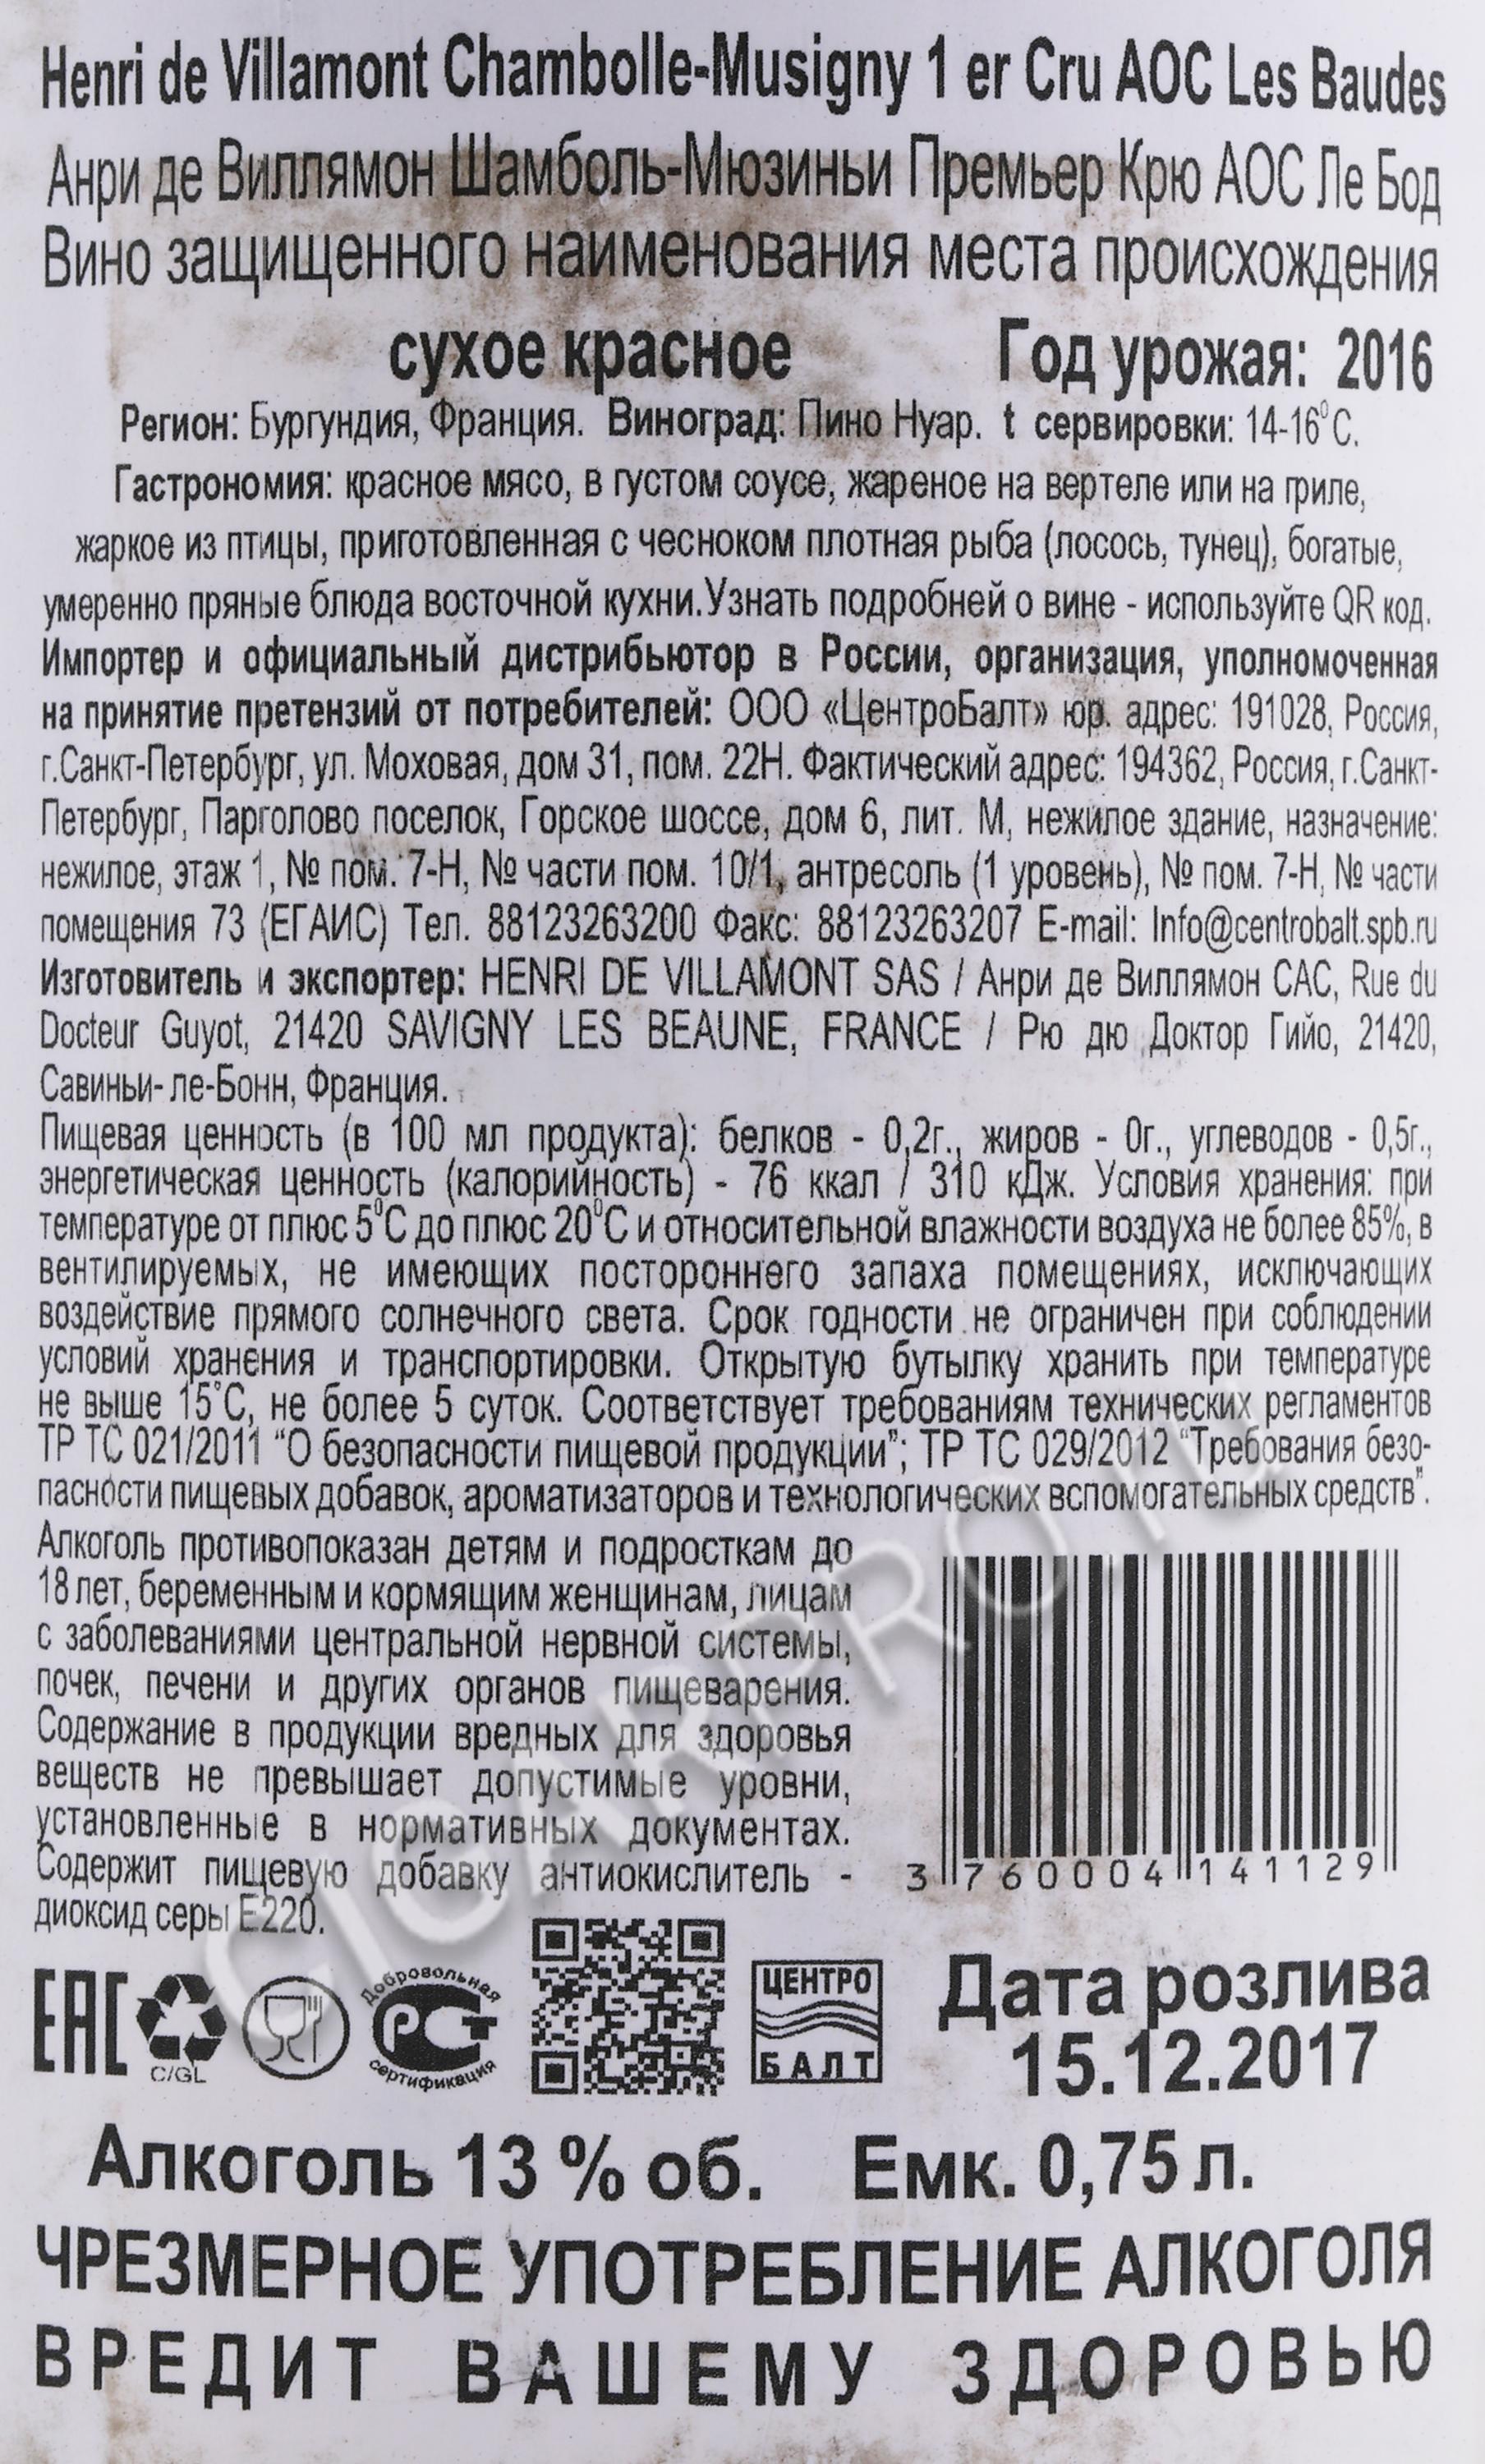 Henri de Villamont Chambolle-Musigny 1 er Cru AOC Les Baudes
Анри де Виллямон Шамболь-Мюзиньи Премьер Крю АОС Ле Бод
Вино защищенного наименования места происхождения
сухое красное Год урожая: 2016
Регион: Бургундия, Франция. Виноград: Пино Нуар. t сервировки: 14-16°С.
Гастрономия: красное мясо, в густом соусе, жареное на вертеле или на гриле,
жаркое из птицы, приготовленная с чесноком плотная рыба (лосось, тунец), богатые,
умеренно пряные блюда восточной кухни.Узнать подробней о вине - используйте QR код.
Импортер и официальный дистрибьютор в России, организация, уполномоченная
на принятие претензий от потребителей: ООО «ЦентроБалт» юр. адрес: 191028, Россия,
г.Санкт-Петербург, ул. Моховая, дом 31, пом. 22Н. Фактический адрес: 194362, Россия, г.Санкт-
Петербург, Парголово поселок, Горское шоссе, дом 6, лит. М, нежилое здание, назначение:
нежилое, этаж 1, № пом. 7-Н, № части пом. 10/1, антресоль (1 уровень), № пом. 7-Н, № части
помещения 73 (ЕГАИС) Тел. 88123263200 Факс: 88123263207 E-mail: Info@centrobalt.spb.ru
Изготовитель и экспортер: HENRI DE VILLAMONT SAS / Анри де Виллямон САС, Rue du
Docteur Guyot, 21420 SAVIGNY LES BEAUNE, FRANCE / Рю дю Доктор Гийо, 21420,
Савиньи- ле-Бонн, Франция.
Пищевая ценность (в 100 мл продукта): белков - 0,2г., жиров - 0г., углеводов - 0,5г.,
энергетическая ценность (калорийность) - 76 ккал / 310 кДж. Условия хранения: при
температуре от плюс 5°С до плюс 20°С и относительной влажности воздуха не более 85%, в
вентилируемых, не имеющих постороннего запаха помещениях, исключающих
воздействие прямого солнечного света. Срок годности не ограничен при соблюдении
условий хранения и транспортировки. Открытую бутылку хранить при температуре
не выше 15°С, не более 5 суток. Соответствует требованиям технических регламентов
ТР ТС 021/2011 “О безопасности пищевой продукции”; ТР ТС 029/2012 “Требования безо-
пасности пищевых добавок, ароматизаторов и технологических вспомогательных средств”.
Алкоголь противопоказан детям и подросткам до
18 лет, беременным и кормящим женщинам, лицам
с заболеваниями центральной нервной системы,
почек, печени и других органов пищеварения.
Содержание в продукции вредных для здоровья
веществ не превышает допустимые уровни,
установленные в нормативных документах.
Содержит пищевую добавку антиокислитель -
диоксид серы Е220.
3 760004 141129
CIGARPRO.ru
ЕАС
C/GL
Добровольная
РСТ
сертификация
ЦЕНТРО
БАЛТ
Дата розлива
15.12.2017
Алкоголь 13 % об. Емк. 0,75 л.
ЧРЕЗМЕРНОЕ УПОТРЕБЛЕНИЕ АЛКОГОЛЯ
ВРЕДИТ ВАШЕМУ ЗДОРОВЬЮ